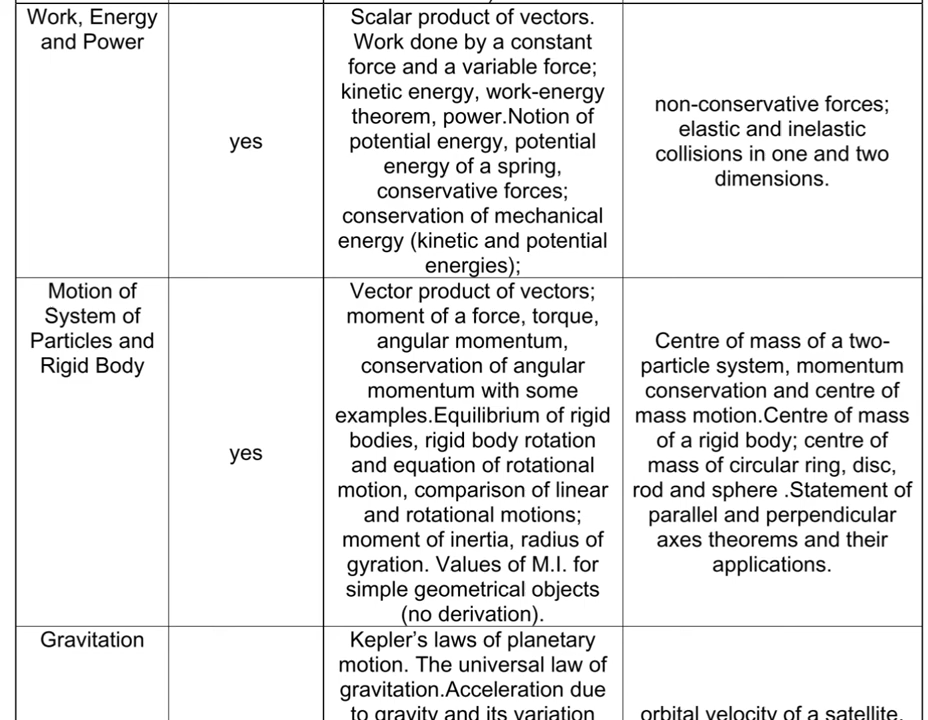 Work, Energy
and Power
yes
Scalar product of vectors.
Work done by a constant
force and a variable force;
kinetic energy, work-energy
theorem, power.Notion of
potential energy, potential
energy of a spring,
conservative forces;
conservation of mechanical
energy (kinetic and potential
energies);
non-conservative forces;
elastic and inelastic
collisions in one and two
dimensions.
Motion of
System of
Particles and
Rigid Body
yes
Vector product of vectors;
moment of a force, torque,
angular momentum,
conservation of angular
momentum with some
examples.Equilibrium of rigid
bodies, rigid body rotation
and equation of rotational
motion, comparison of linear
and rotational motions;
moment of inertia, radius of
gyration. Values of M.I. for
simple geometrical objects
(no derivation).
Centre of mass of a two-
particle system, momentum
conservation and centre of
mass motion.Centre of mass
of a rigid body; centre of
mass of circular ring, disc,
rod and sphere .Statement of
parallel and perpendicular
axes theorems and their
applications.
Gravitation
Kepler’s laws of planetary
motion. The universal law of
gravitation.Acceleration due
to gravity and its variation
orbital velocity of a satellite.